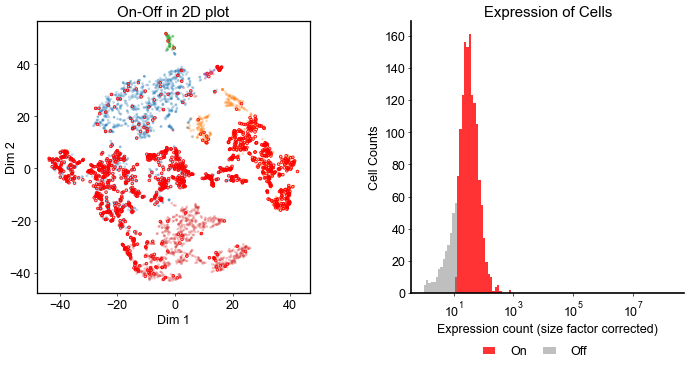 On-Off in 2D plot
Dim 2
40
20
0
−20
−40
−40 −20 0 20 40
Dim 1
Expression of Cells
Cell Counts
160
140
120
100
80
60
40
20
0
10^1 10^3 10^5 10^7
Expression count (size factor corrected)
On Off